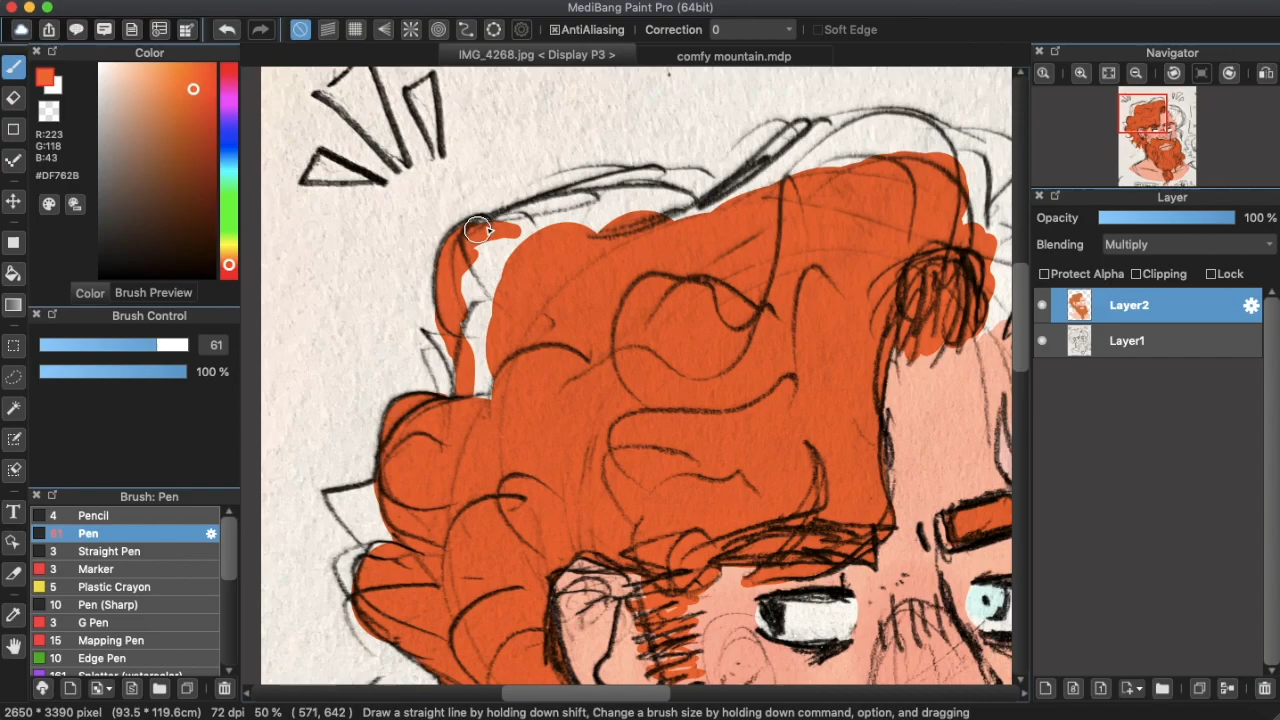 MediBang Paint Pro (64bit)
AntiAliasing Correction 0 Soft Edge
Color
IMG_4268.jpg < Display P3 >
comfy mountain.mdp
Navigator
R:223
G:118
B:43
#DF762B
Color Brush Preview
Brush Control
61
100 %
Brush: Pen
4 Pencil
61 Pen
3 Straight Pen
3 Marker
5 Plastic Crayon
10 Pen (Sharp)
3 G Pen
15 Mapping Pen
10 Edge Pen
161 Splatter (watercolor)
Layer
Opacity 100 %
Blending Multiply
Protect Alpha Clipping Lock
Layer2
Layer1
2650 * 3390 pixel (93.5 * 119.6cm) 72 dpi 50 % ( 571, 642 ) Draw a straight line by holding down shift, Change a brush size by holding down command, option, and dragging